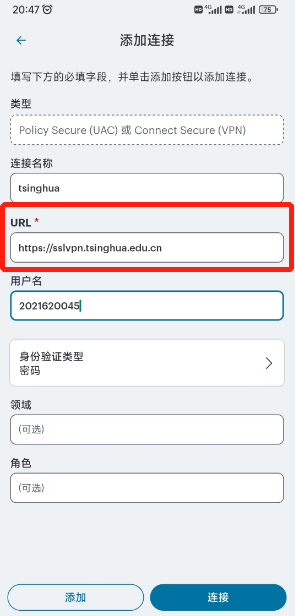 20:47
HD 4G HD 4G 75
添加连接
填写下方的必填字段，并单击添加按钮以添加连接。
类型
Policy Secure (UAC) 或 Connect Secure (VPN)
连接名称
tsinghua
URL *
https://sslvpn.tsinghua.edu.cn
用户名
2021620045
身份验证类型
密码
领域
(可选)
角色
(可选)
添加
连接